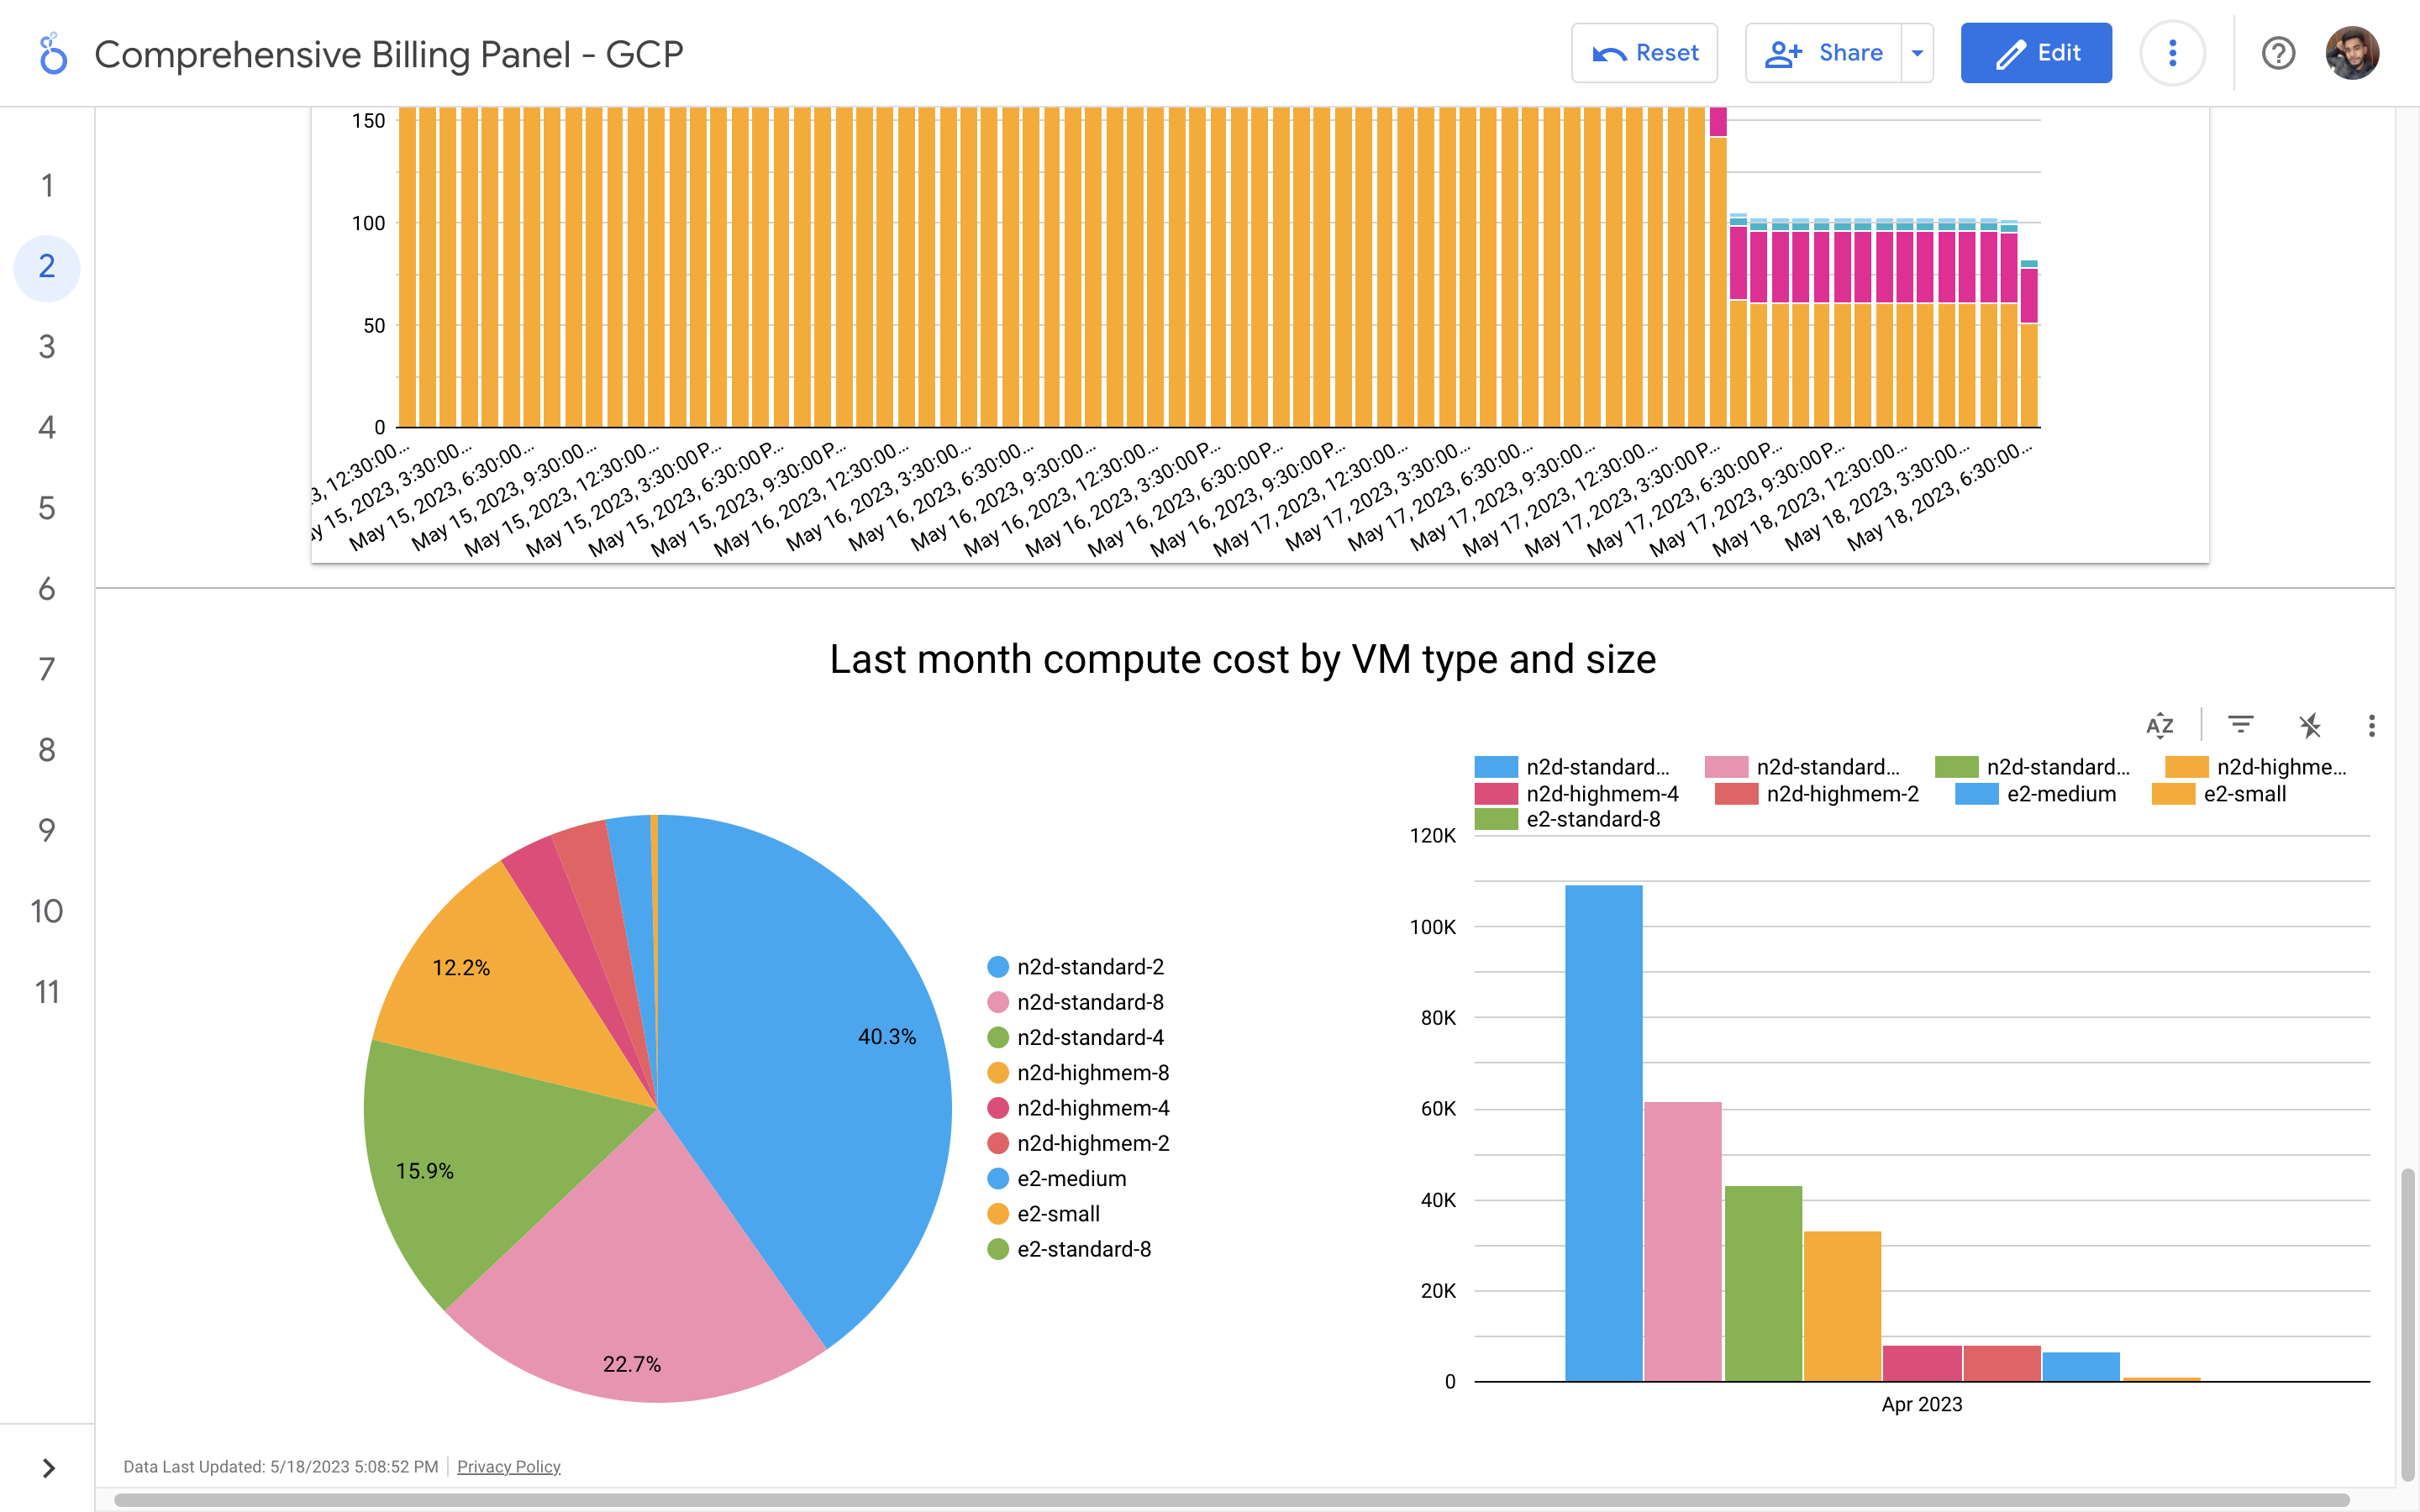 Comprehensive Billing Panel - GCP
Reset
Share
Edit
1
2
3
4
5
6
7
8
9
10
11
150
100
50
0
3, 12:30:00...
y 15, 2023, 3:30:00...
May 15, 2023, 6:30:00...
May 15, 2023, 9:30:00...
May 15, 2023, 12:30:00...
May 15, 2023, 3:30:00 P...
May 15, 2023, 6:30:00 P...
May 15, 2023, 9:30:00 P...
May 16, 2023, 12:30:00...
May 16, 2023, 3:30:00...
May 16, 2023, 6:30:00...
May 16, 2023, 9:30:00...
May 16, 2023, 12:30:00...
May 16, 2023, 3:30:00 P...
May 16, 2023, 6:30:00 P...
May 16, 2023, 9:30:00 P...
May 17, 2023, 12:30:00...
May 17, 2023, 3:30:00...
May 17, 2023, 6:30:00...
May 17, 2023, 9:30:00...
May 17, 2023, 12:30:00...
May 17, 2023, 3:30:00 P...
May 17, 2023, 6:30:00 P...
May 17, 2023, 9:30:00 P...
May 18, 2023, 12:30:00...
May 18, 2023, 3:30:00...
May 18, 2023, 6:30:00...
Last month compute cost by VM type and size
AZ
40.3%
22.7%
15.9%
12.2%
n2d-standard-2
n2d-standard-8
n2d-standard-4
n2d-highmem-8
n2d-highmem-4
n2d-highmem-2
e2-medium
e2-small
e2-standard-8
n2d-standard... n2d-standard... n2d-standard... n2d-highme...
n2d-highmem-4 n2d-highmem-2 e2-medium e2-small
e2-standard-8
120K
100K
80K
60K
40K
20K
0
Apr 2023
Data Last Updated: 5/18/2023 5:08:52 PM Privacy Policy